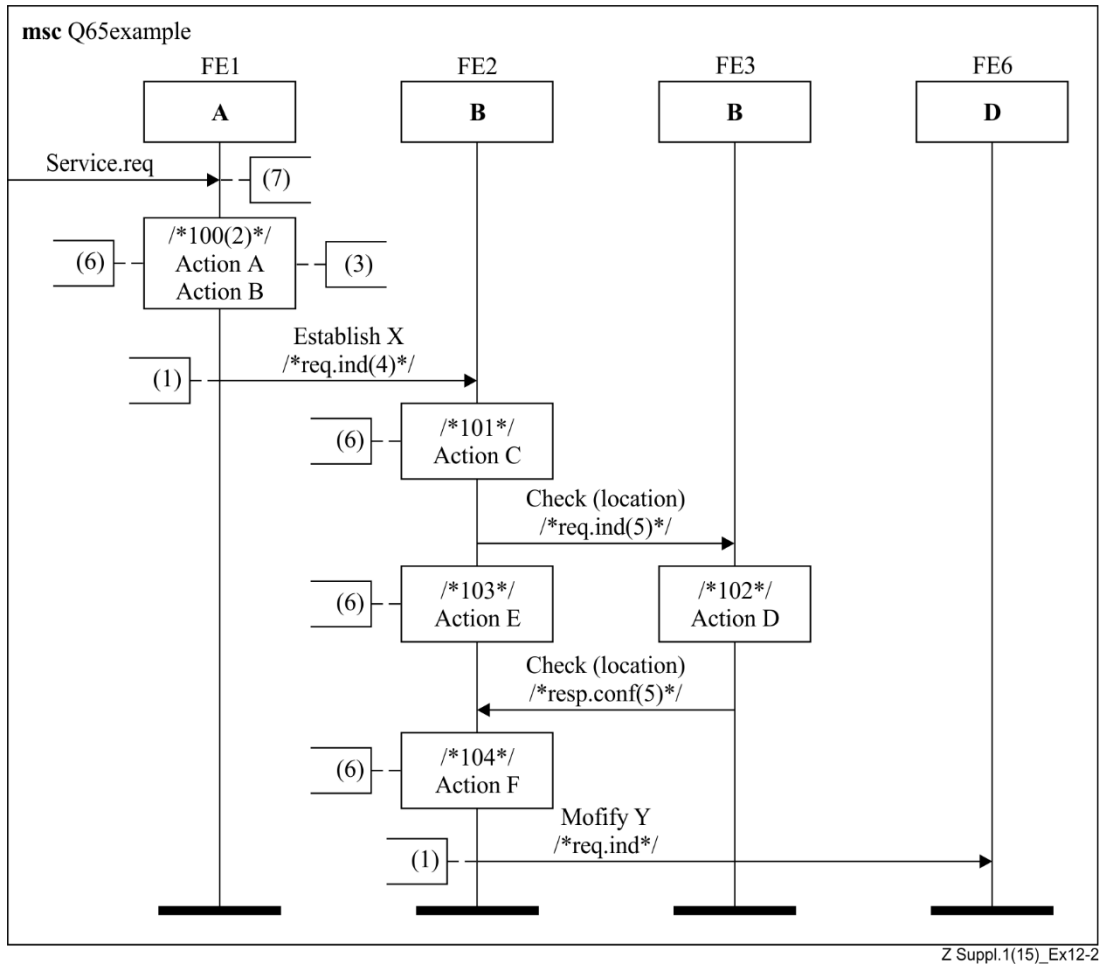 msc Q65example
FE1 FE2 FE3 FE6
A B B D
Service.req
(7)
/*100(2)*/
(6) Action A (3)
Action B
Establish X
(1) /*req.ind(4)*/
/*101*/
(6) Action C
Check (location)
/*req.ind(5)*/
/*103*/ /*102*/
(6) Action E Action D
Check (location)
/*resp.conf(5)*/
/*104*/
(6) Action F
Mofify Y
(1) /*req.ind*/
Z Suppl.1(15)_Ex12-2